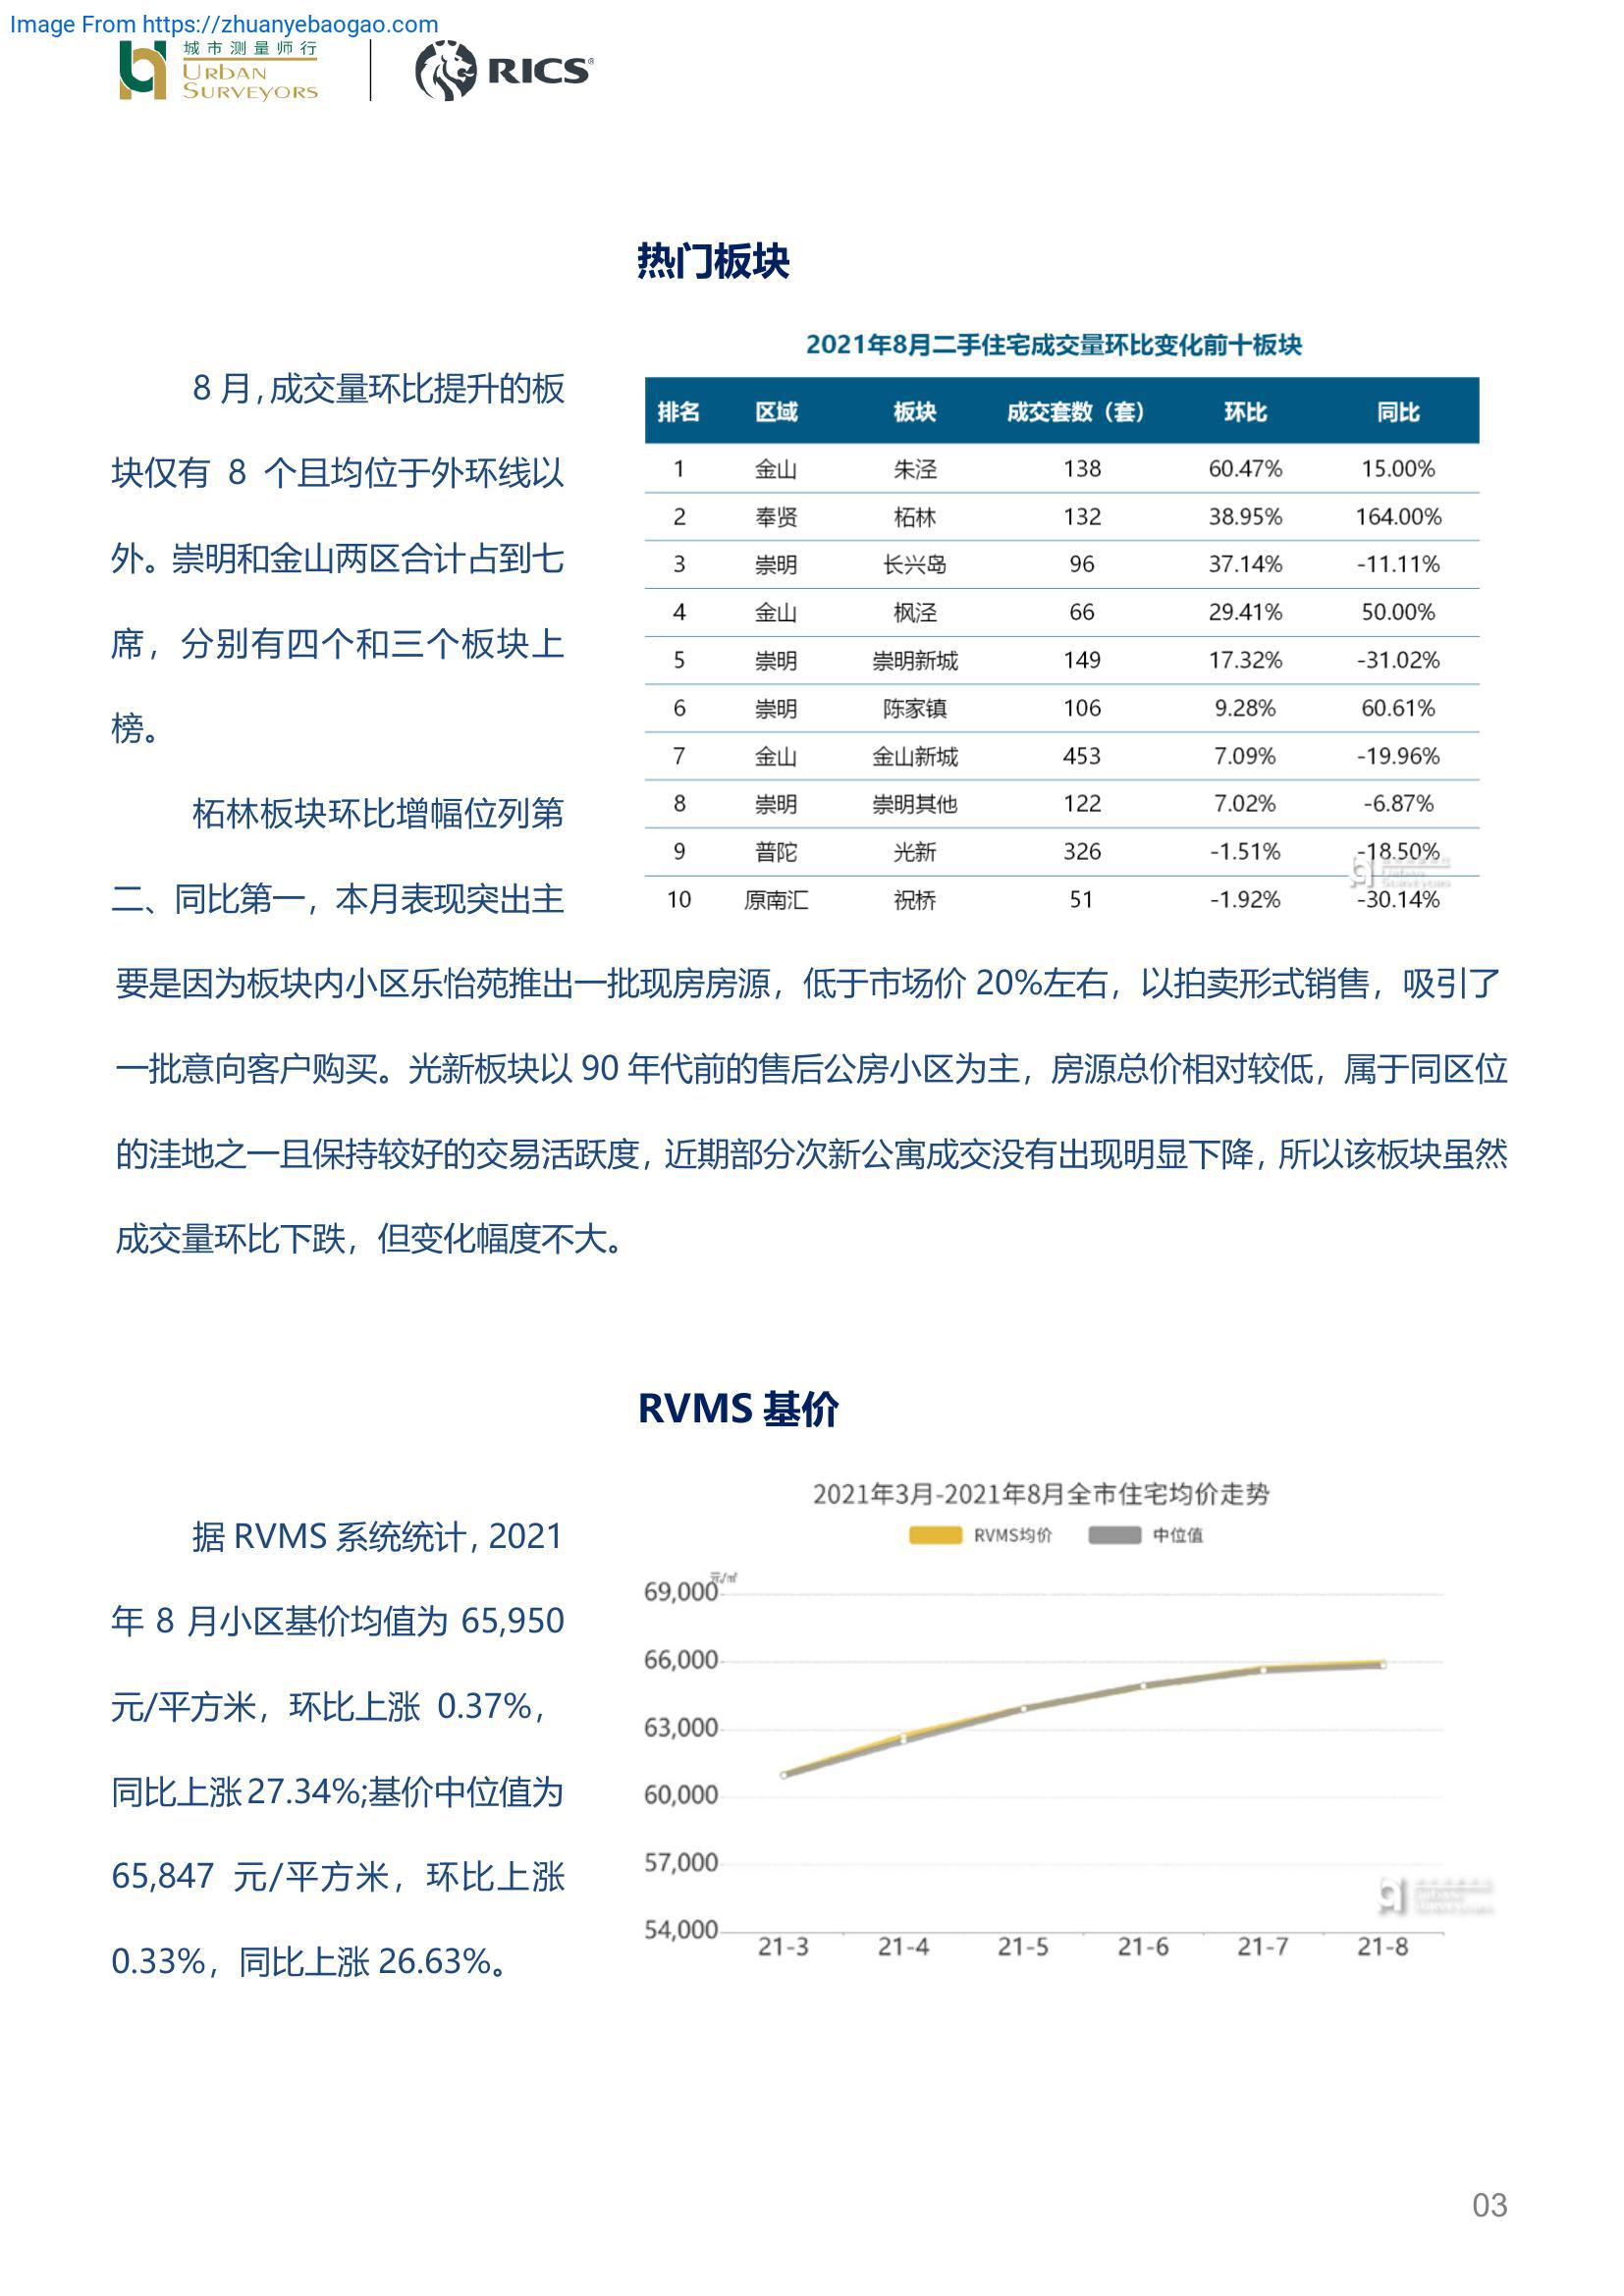 Image From https://zhuanyebaogao.com
城市测量师行
URBAN
SURVEYORS
RICS®
热门板块
8 月，成交量环比提升的板
块仅有 8 个且均位于外环线以
外。崇明和金山两区合计占到七
席，分别有四个和三个板块上
榜。
柘林板块环比增幅位列第
二、同比第一，本月表现突出主
2021年8月二手住宅成交量环比变化前十板块
排名 区域 板块 成交套数（套） 环比 同比
1 金山 朱泾 138 60.47% 15.00%
2 奉贤 柘林 132 38.95% 164.00%
3 崇明 长兴岛 96 37.14% -11.11%
4 金山 枫泾 66 29.41% 50.00%
5 崇明 崇明新城 149 17.32% -31.02%
6 崇明 陈家镇 106 9.28% 60.61%
7 金山 金山新城 453 7.09% -19.96%
8 崇明 崇明其他 122 7.02% -6.87%
9 普陀 光新 326 -1.51% -18.50%
10 原南汇 祝桥 51 -1.92% -30.14%
要是因为板块内小区乐怡苑推出一批现房房源，低于市场价 20%左右，以拍卖形式销售，吸引了
一批意向客户购买。光新板块以 90 年代前的售后公房小区为主，房源总价相对较低，属于同区位
的洼地之一且保持较好的交易活跃度，近期部分次新公寓成交没有出现明显下降，所以该板块虽然
成交量环比下跌，但变化幅度不大。
RVMS 基价
据 RVMS 系统统计，2021
年 8 月小区基价均值为 65,950
元/平方米，环比上涨 0.37%，
同比上涨 27.34%;基价中位值为
65,847 元/平方米，环比上涨
0.33%，同比上涨 26.63%。
2021年3月-2021年8月全市住宅均价走势
RVMS均价 中位值
元/㎡
69,000
66,000
63,000
60,000
57,000
54,000
21-3 21-4 21-5 21-6 21-7 21-8
03